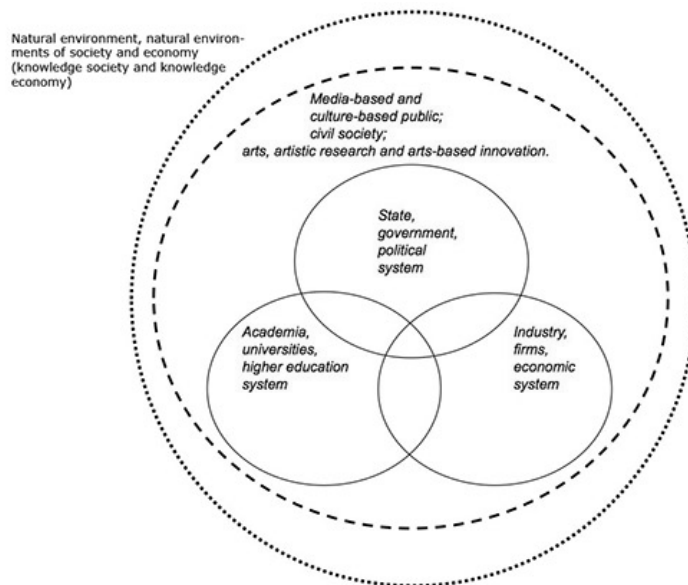 Natural environment, natural environ-
ments of society and economy
(knowledge society and knowledge
economy)
Media-based and
culture-based public;
civil society;
arts, artistic research and arts-based innovation.
State,
government,
political
system
Academia,
universities,
higher education
system
Industry,
firms,
economic
system